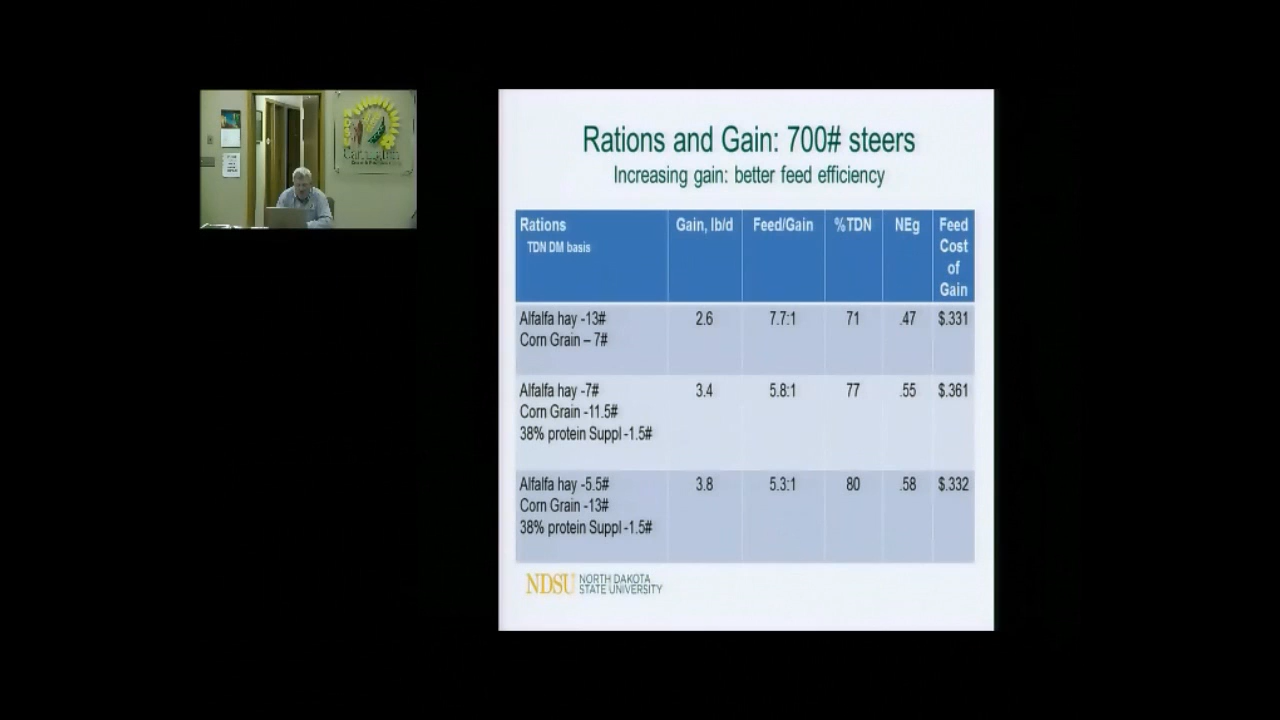 Rations and Gain: 700# steers
Increasing gain: better feed efficiency
Rations
TDN DM basis
Gain, lb/d
Feed/Gain
%TDN
NEg
Feed
Cost
of
Gain
Alfalfa hay -13#
Corn Grain – 7#
2.6
7.7:1
71
.47
$.331
Alfalfa hay -7#
Corn Grain -11.5#
38% protein Suppl -1.5#
3.4
5.8:1
77
.55
$.361
Alfalfa hay -5.5#
Corn Grain -13#
38% protein Suppl -1.5#
3.8
5.3:1
80
.58
$.332
NDSU
NORTH DAKOTA
STATE UNIVERSITY